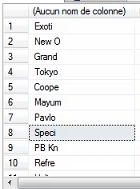 (Aucun nom de colonne)
1 Exoti
2 New O
3 Grand
4 Tokyo
5 Coope
6 Mayum
7 Pavlo
8 Speci
9 PB Kn
10 Refre